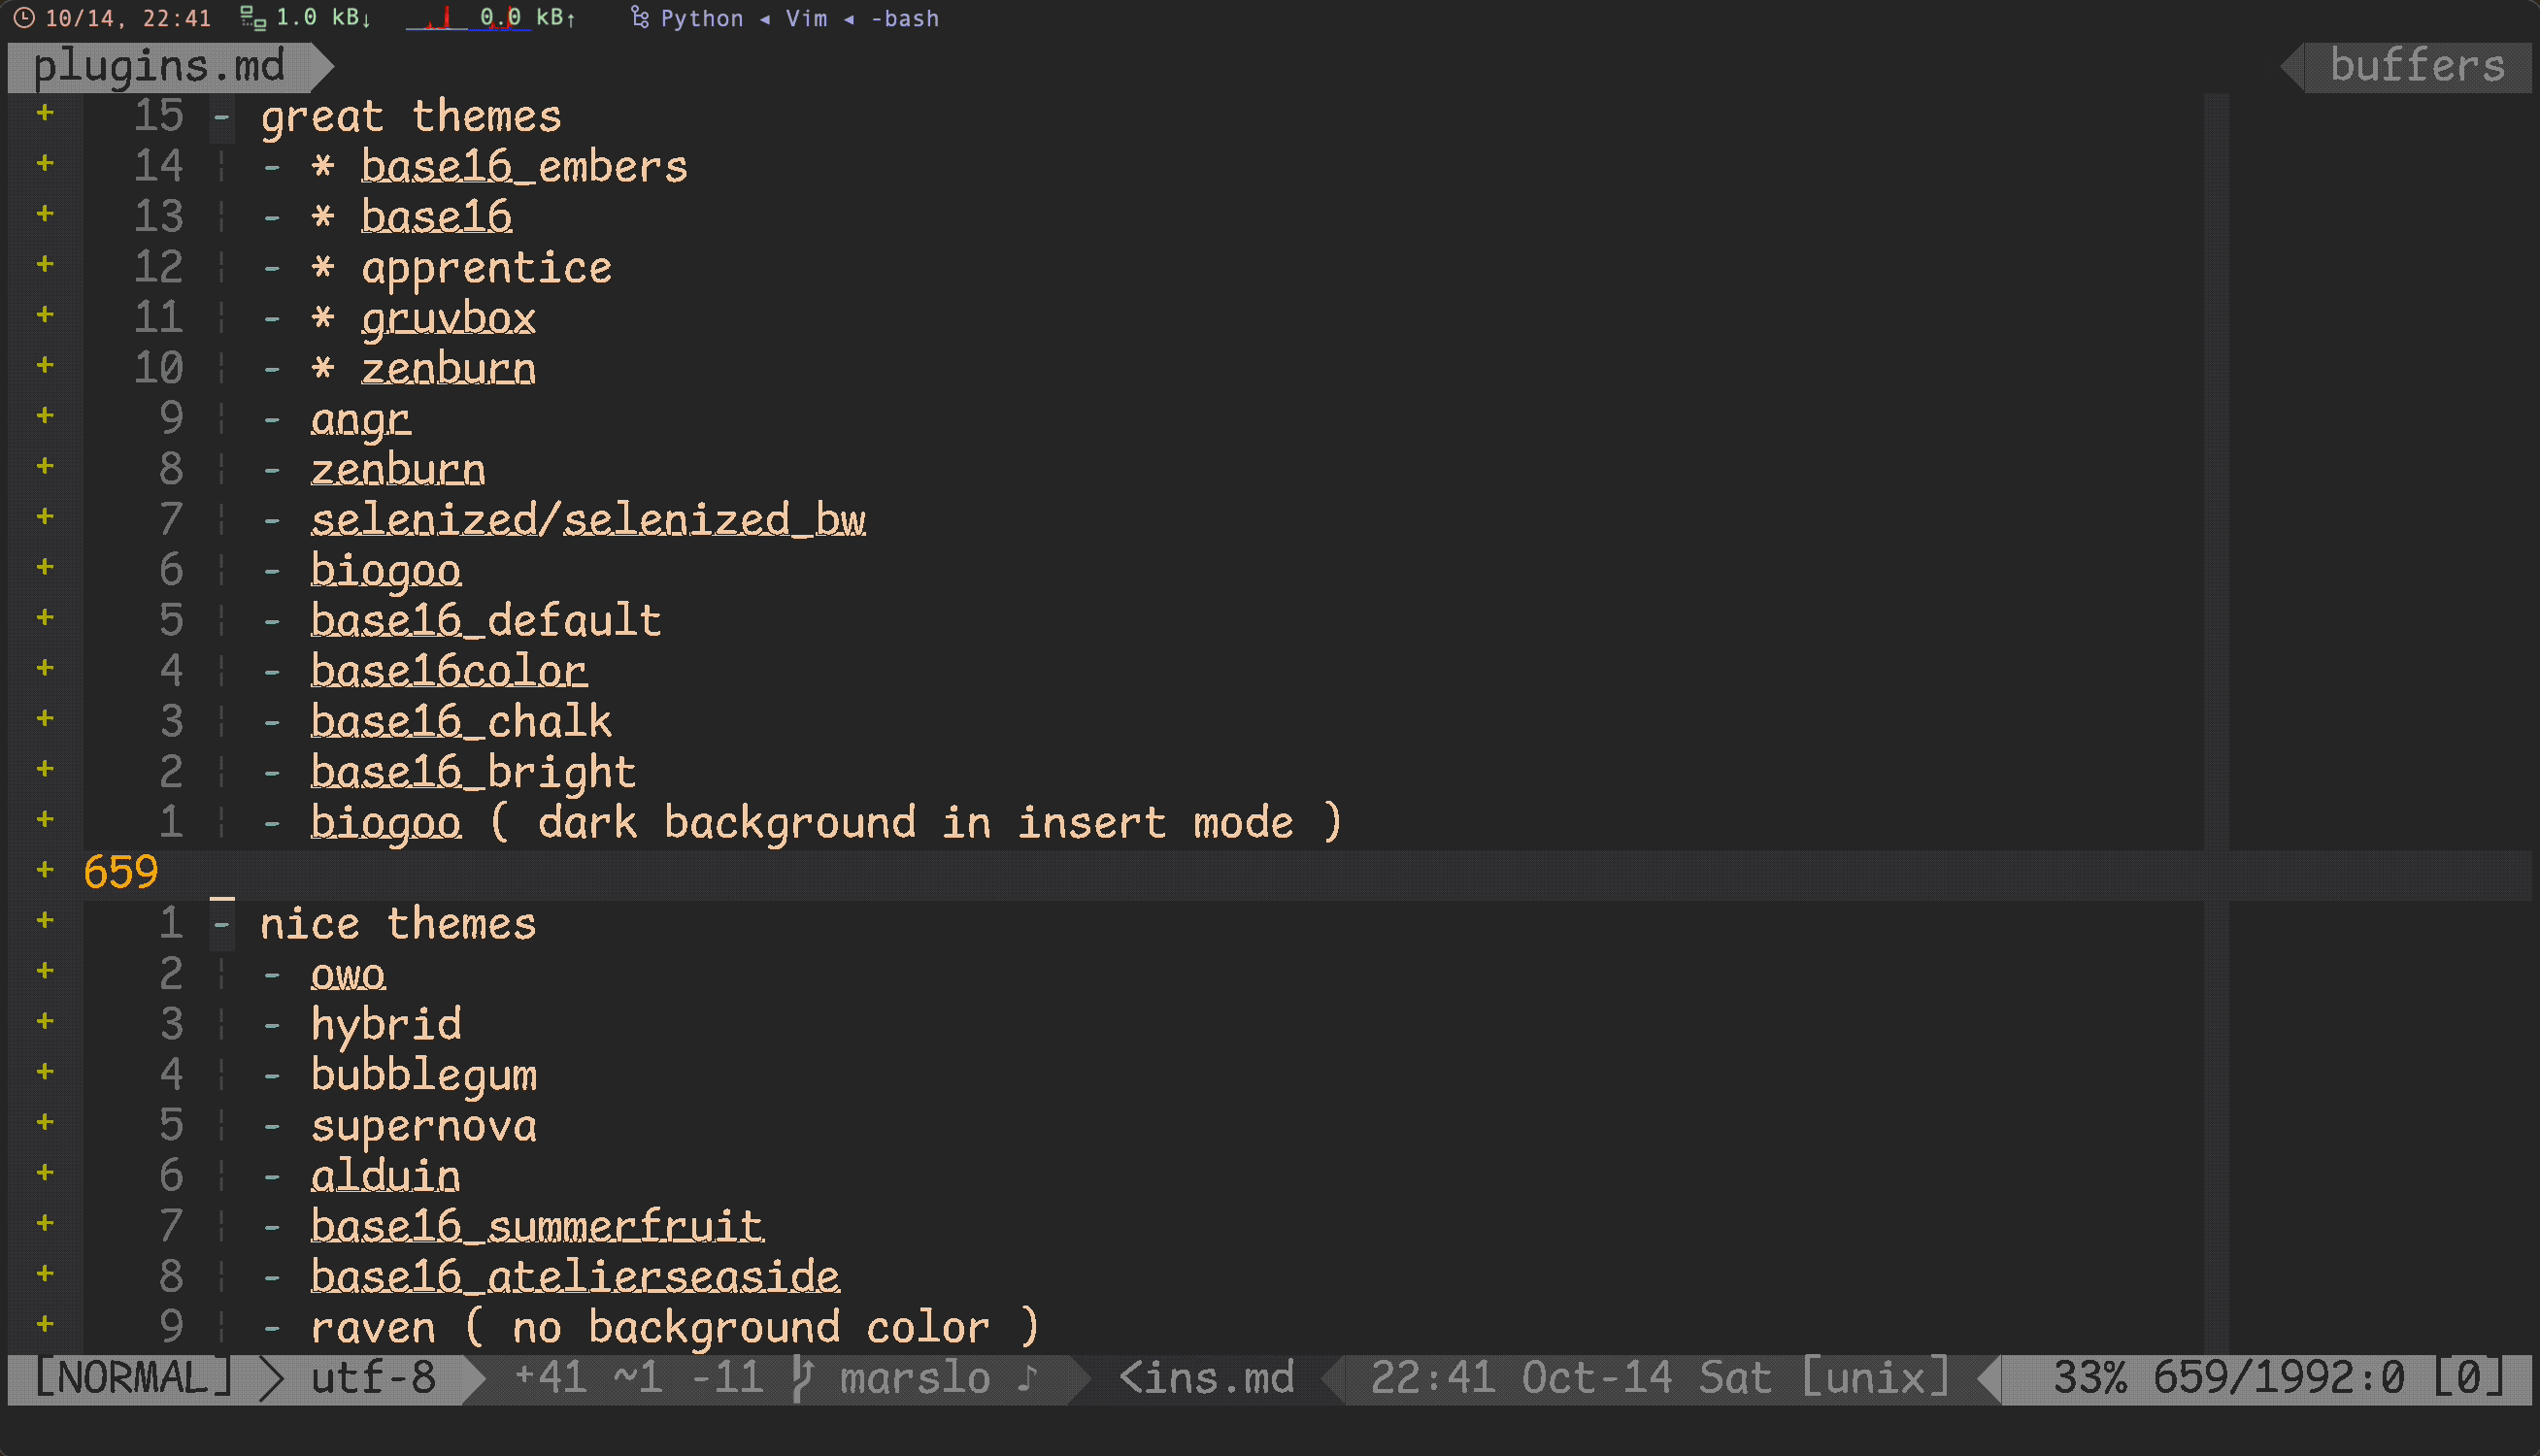 10/14, 22:41 1.0 kB↓ 0.0 kB↑ Python ◂ Vim ◂ -bash
plugins.md buffers
+ 15 - great themes
+ 14 ¦ - * base16_embers
+ 13 ¦ - * base16
+ 12 ¦ - * apprentice
+ 11 ¦ - * gruvbox
+ 10 ¦ - * zenburn
+ 9 ¦ - angr
+ 8 ¦ - zenburn
+ 7 ¦ - selenized/selenized_bw
+ 6 ¦ - biogoo
+ 5 ¦ - base16_default
+ 4 ¦ - base16color
+ 3 ¦ - base16_chalk
+ 2 ¦ - base16_bright
+ 1 ¦ - biogoo ( dark background in insert mode )
+ 659
+ 1 - nice themes
+ 2 ¦ - owo
+ 3 ¦ - hybrid
+ 4 ¦ - bubblegum
+ 5 ¦ - supernova
+ 6 ¦ - alduin
+ 7 ¦ - base16_summerfruit
+ 8 ¦ - base16_atelierseaside
+ 9 ¦ - raven ( no background color )
[NORMAL] utf-8 +41 ~1 -11 marslo ♪ <ins.md 22:41 Oct-14 Sat [unix] 33% 659/1992:0 [0]